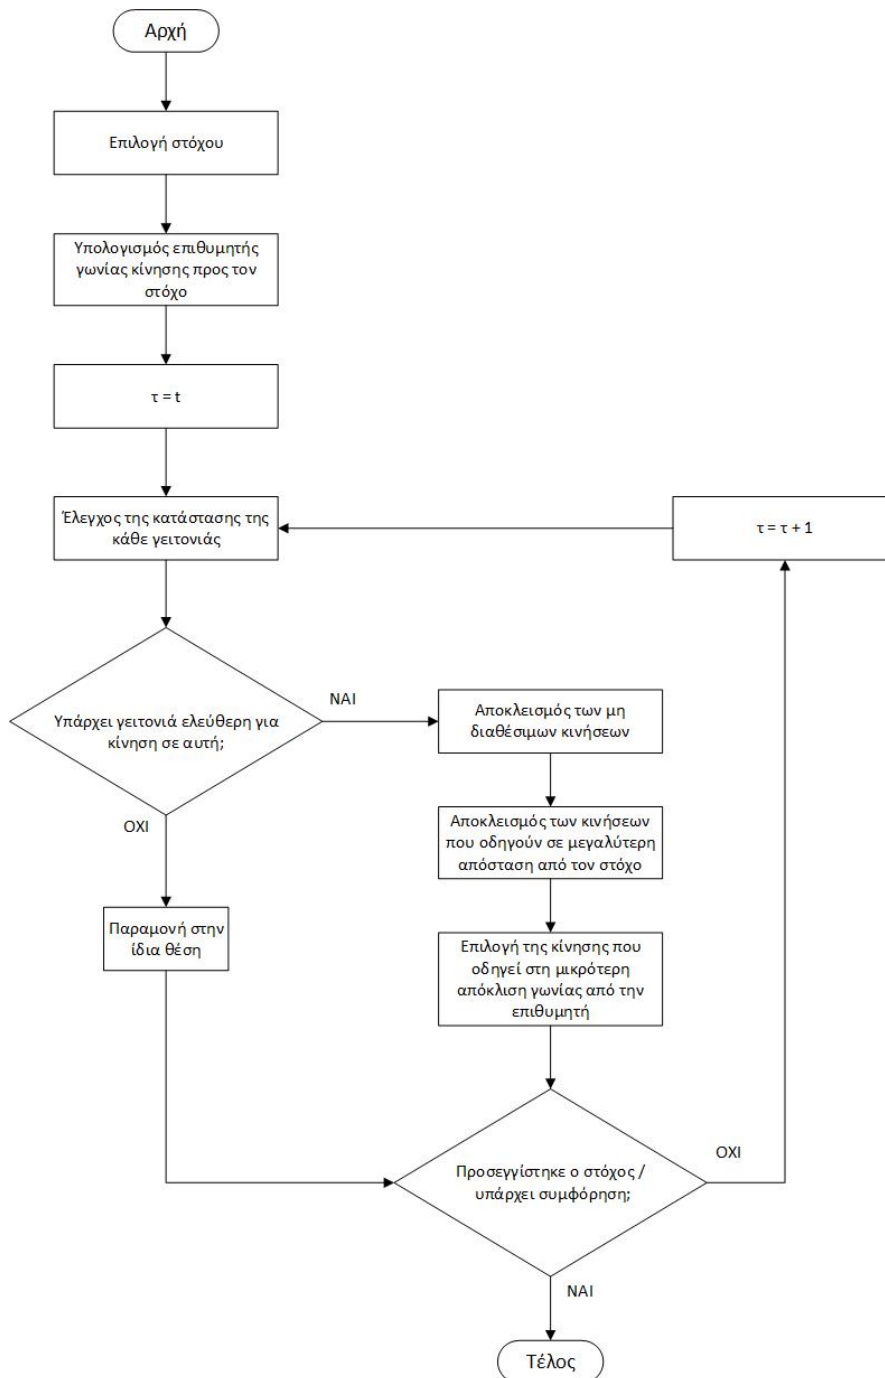 Αρχή
Επιλογή στόχου
Υπολογισμός επιθυμητής
γωνίας κίνησης προς τον
στόχο
τ = t
Έλεγχος της κατάστασης της
κάθε γειτονιάς
τ = τ + 1
Υπάρχει γειτονιά ελεύθερη για
κίνηση σε αυτή;
ΝΑΙ
Αποκλεισμός των μη
διαθέσιμων κινήσεων
Αποκλεισμός των κινήσεων
που οδηγούν σε μεγαλύτερη
απόσταση από τον στόχο
ΟΧΙ
Παραμονή στην
ίδια θέση
Επιλογή της κίνησης που
οδηγεί στη μικρότερη
απόκλιση γωνίας από την
επιθυμητή
Προσεγγίστηκε ο στόχος /
υπάρχει συμφόρηση;
ΟΧΙ
ΝΑΙ
Τέλος